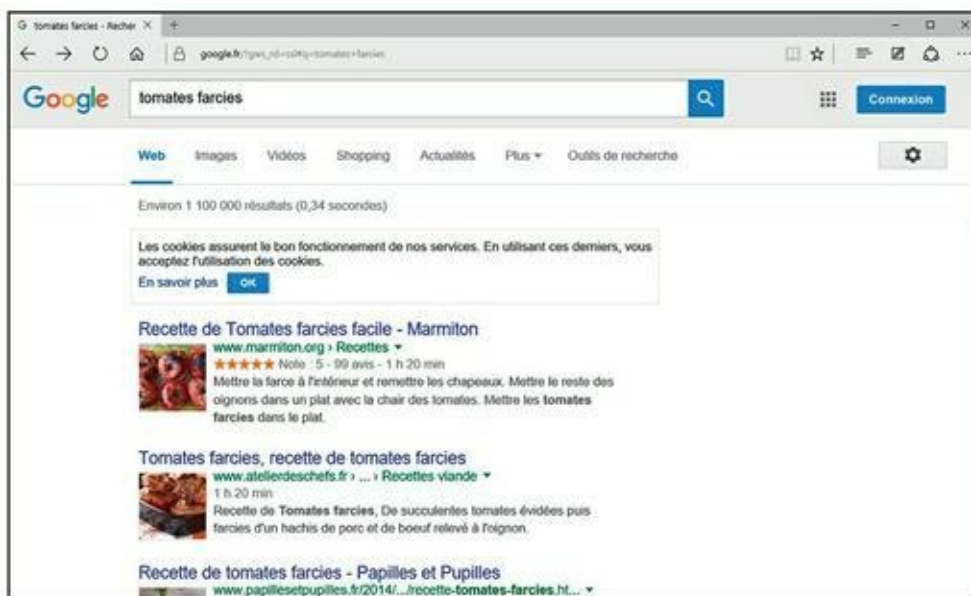 tomates farcies - Recher
google.fr/?gws_rd=ssl#q=tomates+farcies
Google
tomates farcies
Connexion
Web Images Vidéos Shopping Actualités Plus Outils de recherche
Environ 1 100 000 résultats (0,34 secondes)
Les cookies assurent le bon fonctionnement de nos services. En utilisant ces derniers, vous
acceptez l'utilisation des cookies.
En savoir plus OK
Recette de Tomates farcies facile - Marmiton
www.marmiton.org › Recettes
★★★★★ Note : 5 - 99 avis - 1 h 20 min
Mettre la farce à l'intérieur et remettre les chapeaux. Mettre le reste des
oignons dans un plat avec la chair des tomates. Mettre les tomates
farcies dans le plat.
Tomates farcies, recette de tomates farcies
www.atelierdeschefs.fr › ... › Recettes viande
1 h 20 min
Recette de Tomates farcies, De succulentes tomates évidées puis
farcies d'un hachis de porc et de boeuf relevé à l'oignon.
Recette de tomates farcies - Papilles et Pupilles
www.papillesetpupilles.fr/2014/.../recette-tomates-farcies.ht...